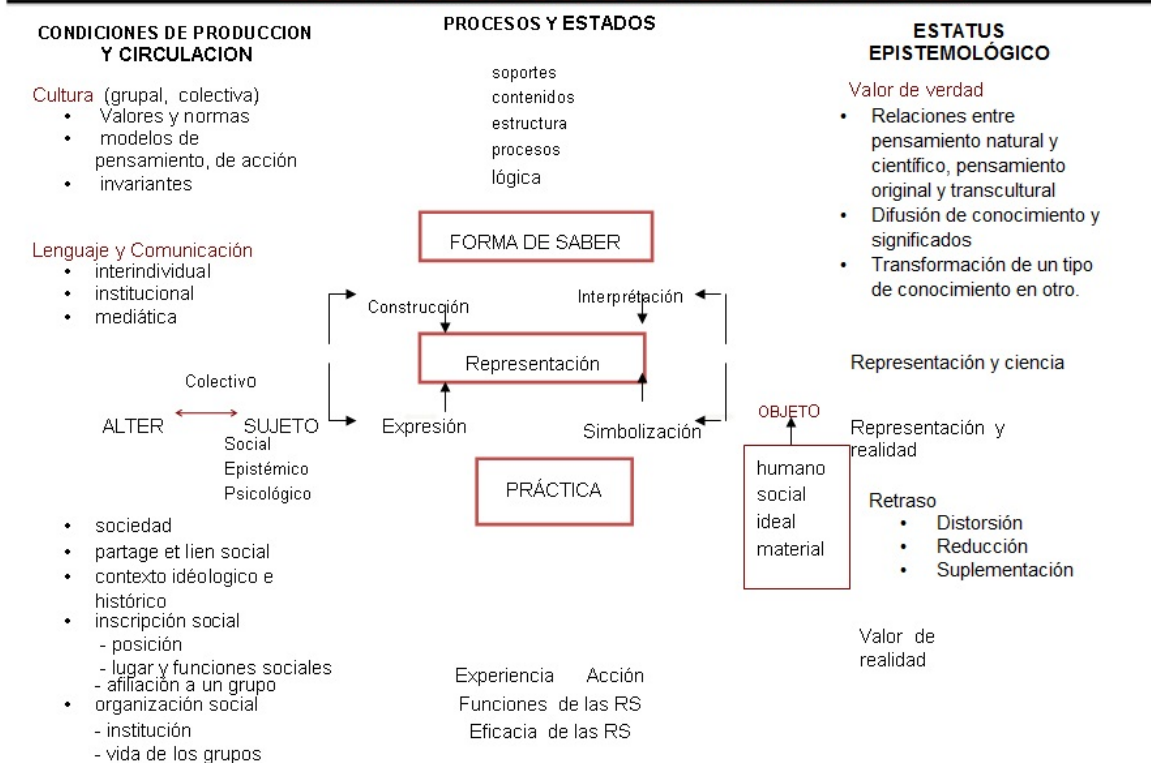 CONDICIONES DE PRODUCCION
Y CIRCULACION
Cultura (grupal, colectiva)
• Valores y normas
• modelos de
pensamiento, de acción
• invariantes
Lenguaje y Comunicación
• interindividual
• institucional
• mediática
Colectivo
ALTER
SUJETO
Social
Epistémico
Psicológico
• sociedad
• partage et lien social
• contexto idéologico e
histórico
• inscripción social
- posición
- lugar y funciones sociales
- afiliación a un grupo
• organización social
- institución
- vida de los grupos
PROCESOS Y ESTADOS
soportes
contenidos
estructura
procesos
lógica
FORMA DE SABER
Construcción
Interprétación
Representación
Expresión
Simbolización
PRÁCTICA
Experiencia Acción
Funciones de las RS
Eficacia de las RS
OBJETO
humano
social
ideal
material
ESTATUS
EPISTEMOLÓGICO
Valor de verdad
• Relaciones entre
pensamiento natural y
científico, pensamiento
original y transcultural
• Difusión de conocimiento y
significados
• Transformación de un tipo
de conocimiento en otro.
Representación y ciencia
Representación y
realidad
Retraso
• Distorsión
• Reducción
• Suplementación
Valor de
realidad